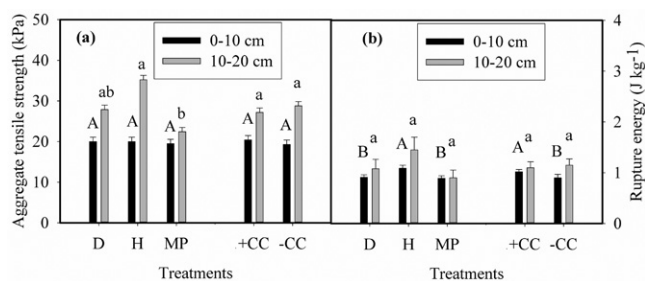 Aggregate tensile strength (kPa)
50
40
30
20
10
0
(a)
0-10 cm
10-20 cm
A
ab
A
a
A
b
A
a
A
a
D
H
MP
.+CC
-CC
Treatments
(b)
0-10 cm
10-20 cm
B
a
A
a
B
a
A
a
B
a
D
H
MP
.+CC
-CC
Treatments
4
3
2
1
0
Rupture energy (J kg-1)